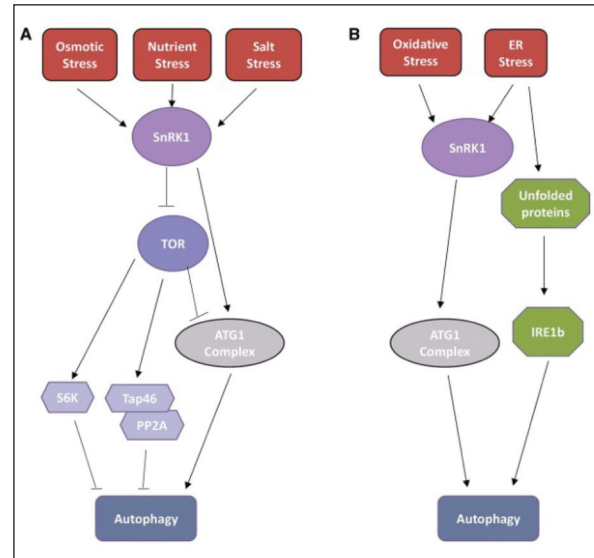 A
Osmotic
Stress
Nutrient
Stress
Salt
Stress
SnRK1
TOR
ATG1
Complex
S6K
Tap46
PP2A
Autophagy
B
Oxidative
Stress
ER
Stress
SnRK1
Unfolded
proteins
ATG1
Complex
IRE1b
Autophagy